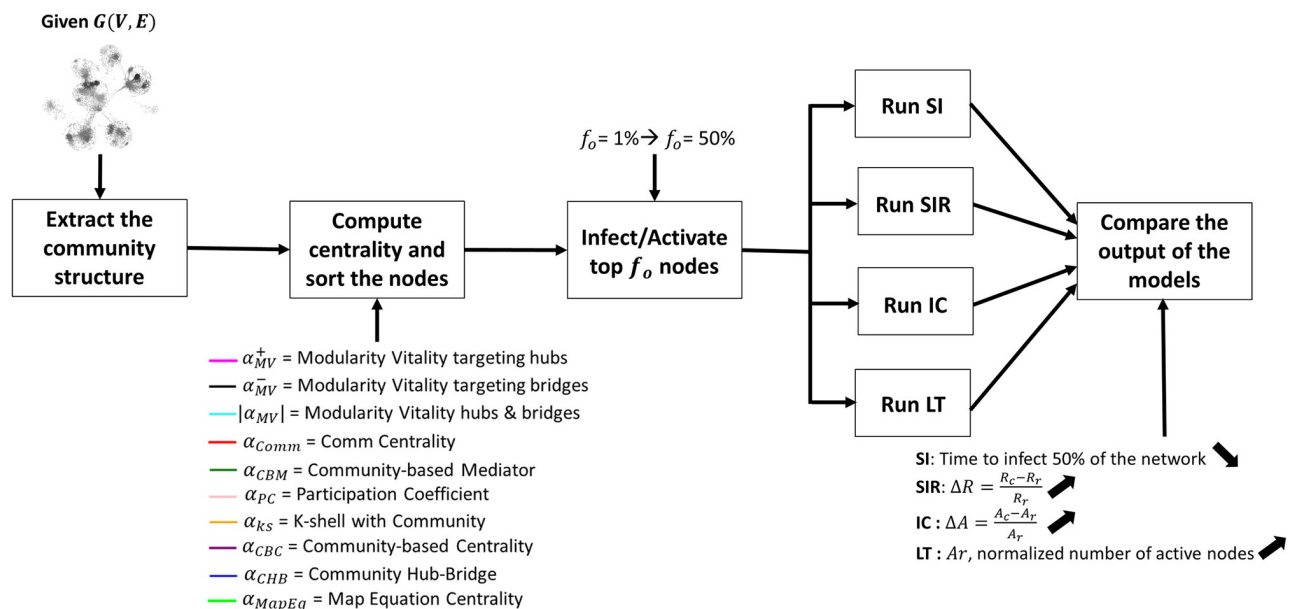 Given G(V, E)
Extract the
community
structure
Compute
centrality and
sort the nodes
f_o = 1% → f_o = 50%
Infect/Activate
top f_o nodes
Run SI
Run SIR
Run IC
Run LT
Compare the
output of the
models
α⁺_MV = Modularity Vitality targeting hubs
α⁻_MV = Modularity Vitality targeting bridges
|α_MV| = Modularity Vitality hubs & bridges
α_Comm = Comm Centrality
α_CBM = Community-based Mediator
α_PC = Participation Coefficient
α_ks = K-shell with Community
α_CBC = Community-based Centrality
α_CHB = Community Hub-Bridge
α_MapEq = Map Equation Centrality
SI: Time to infect 50% of the network
SIR: ΔR = (R_c−R_r)/R_r
IC : ΔA = (A_c−A_r)/A_r
LT : Ar, normalized number of active nodes